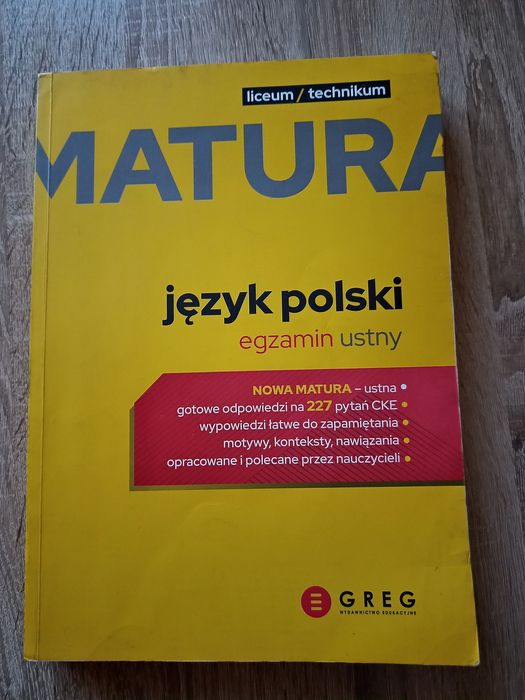 liceum / technikum
MATURA
język polski
egzamin ustny
NOWA MATURA – ustna •
gotowe odpowiedzi na 227 pytań CKE •
wypowiedzi łatwe do zapamiętania •
motywy, konteksty, nawiązania •
opracowane i polecane przez nauczycieli •
GREG
WYDAWNICTWO EDUKACYJNE